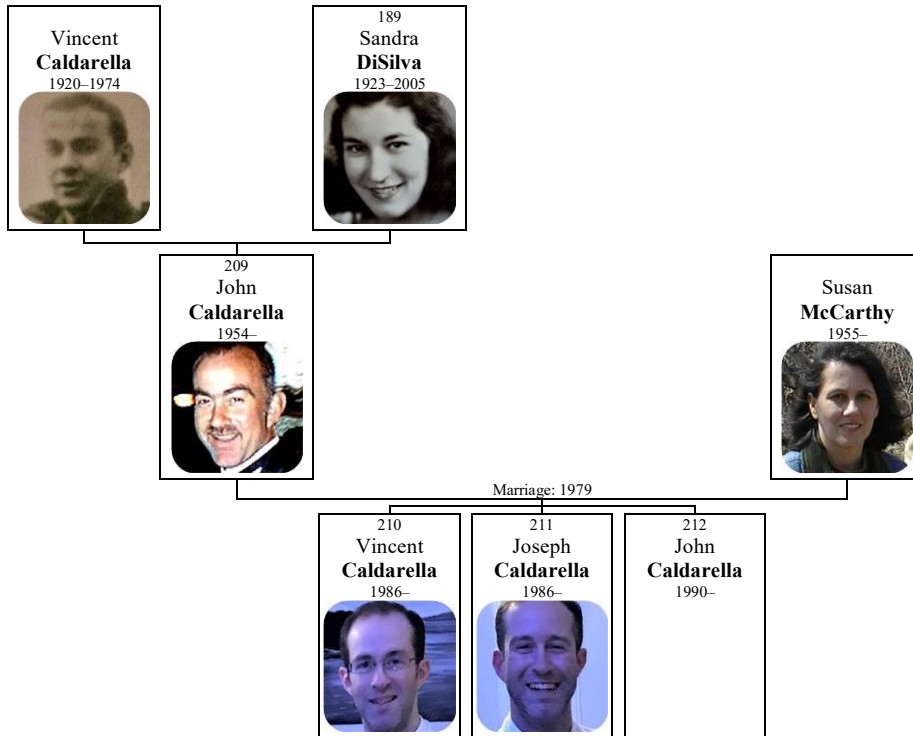 Vincent
Caldarella
1920–1974
189
Sandra
DiSilva
1923–2005
209
John
Caldarella
1954–
Susan
McCarthy
1955–
Marriage: 1979
210
Vincent
Caldarella
1986–
211
Joseph
Caldarella
1986–
212
John
Caldarella
1990–